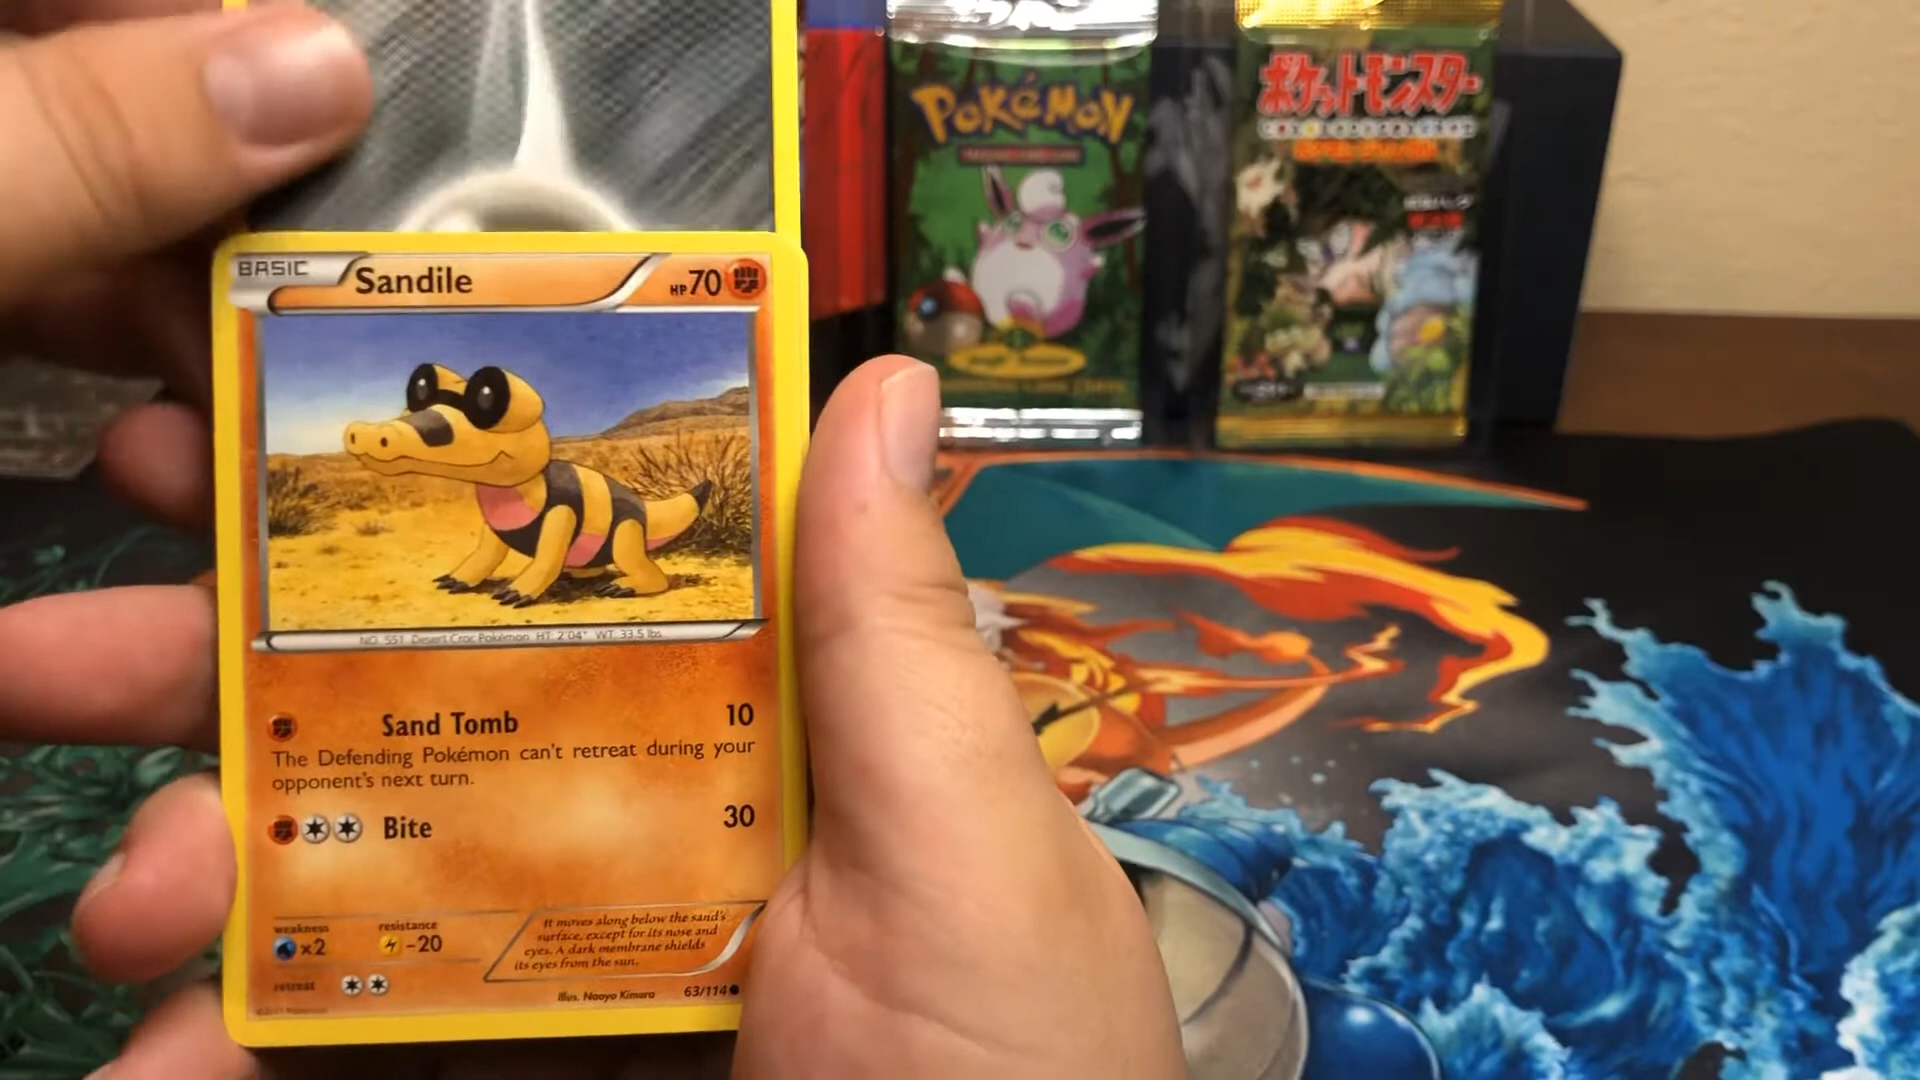 Pokémon
ポケットモンスター
BASIC
Sandile
HP70
NO. 551 Desert Croc Pokémon HT: 2'04" WT: 33.5 lbs.
Sand Tomb 10
The Defending Pokémon can't retreat during your
opponent's next turn.
Bite 30
weakness
×2
resistance
-20
retreat
It moves along below the sand's
surface, except for its nose and
eyes. A dark membrane shields
its eyes from the sun.
Illus. Naoyo Kimura
63/114